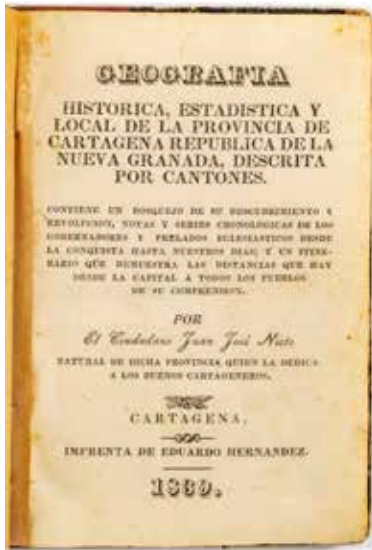 GEOGRAFIA
HISTORICA, ESTADISTICA Y
LOCAL DE LA PROVINCIA DE
CARTAGENA REPUBLICA DE LA
NUEVA GRANADA, DESCRITA
POR CANTONES.
CONTIENE UN BOSQUEJO DE SU DESCUBRIMIENTO Y
REVOLUCION, NOTAS Y SERIES CRONOLOGICAS DE LOS
GOBERNADORES Y PRELADOS ECLESIASTICOS DESDE
LA CONQUISTA HASTA NUESTROS DIAS; Y UN ITINE-
RARIO QUE DEMUESTRA LAS DISTANCIAS QUE HAY
DESDE LA CAPITAL A TODOS LOS PUEBLOS
DE SU COMPRENSION.
POR
El Ciudadano Juan José Nieto
NATURAL DE DICHA PROVINCIA QUIEN LA DEDICA
A LOS BUENOS CARTAGENEROS.
CARTAGENA.
IMPRENTA DE EDUARDO HERNANDEZ.
1839.